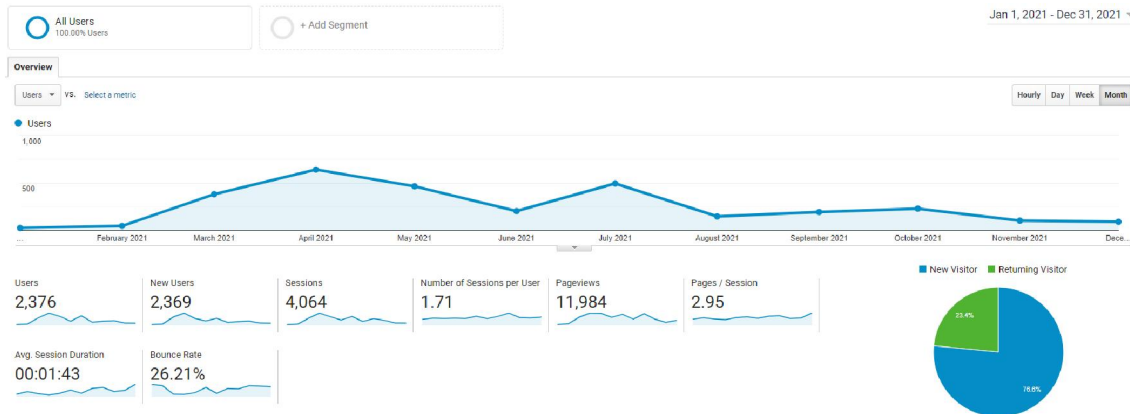 All Users
100.00% Users
+ Add Segment
Jan 1, 2021 - Dec 31, 2021
Overview
Users
VS.
Select a metric
Hourly
Day
Week
Month
Users
1,000
500
...
February 2021
March 2021
April 2021
May 2021
June 2021
July 2021
August 2021
September 2021
October 2021
November 2021
Dece...
New Visitor
Returning Visitor
Users
2,376
New Users
2,369
Sessions
4,064
Number of Sessions per User
1.71
Pageviews
11,984
Pages / Session
2.95
Avg. Session Duration
00:01:43
Bounce Rate
26.21%
23.4%
76.6%